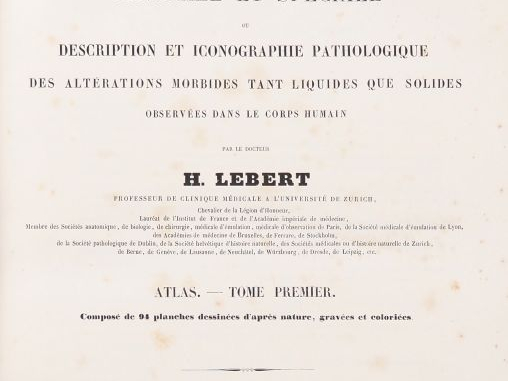 OU
DESCRIPTION ET ICONOGRAPHIE PATHOLOGIQUE
DES ALTÉRATIONS MORBIDES TANT LIQUIDES QUE SOLIDES
OBSERVÉES DANS LE CORPS HUMAIN
PAR LE DOCTEUR
H. LEBERT
PROFESSEUR DE CLINIQUE MÉDICALE A L'UNIVERSITÉ DE ZURICH,
Chevalier de la Légion d'Honneur,
Lauréat de l'Institut de France et de l'Académie impériale de médecine,
Membre des Sociétés anatomique, de biologie, de chirurgie, médicale d'émulation, médicale d'observation de Paris, de la Société médicale d'émulation de Lyon,
des Académies de médecine de Bruxelles, de Ferrare, de Stockholm,
de la Société pathologique de Dublin, de la Société helvétique d'histoire naturelle, des Sociétés médicales ou d'histoire naturelle de Zurich,
de Berne, de Genève, de Lausanne, de Neuchâtel, de Würzbourg, de Dresde, de Leipzig, etc.
ATLAS. — TOME PREMIER.
Composé de 94 planches dessinées d'après nature, gravées et coloriées